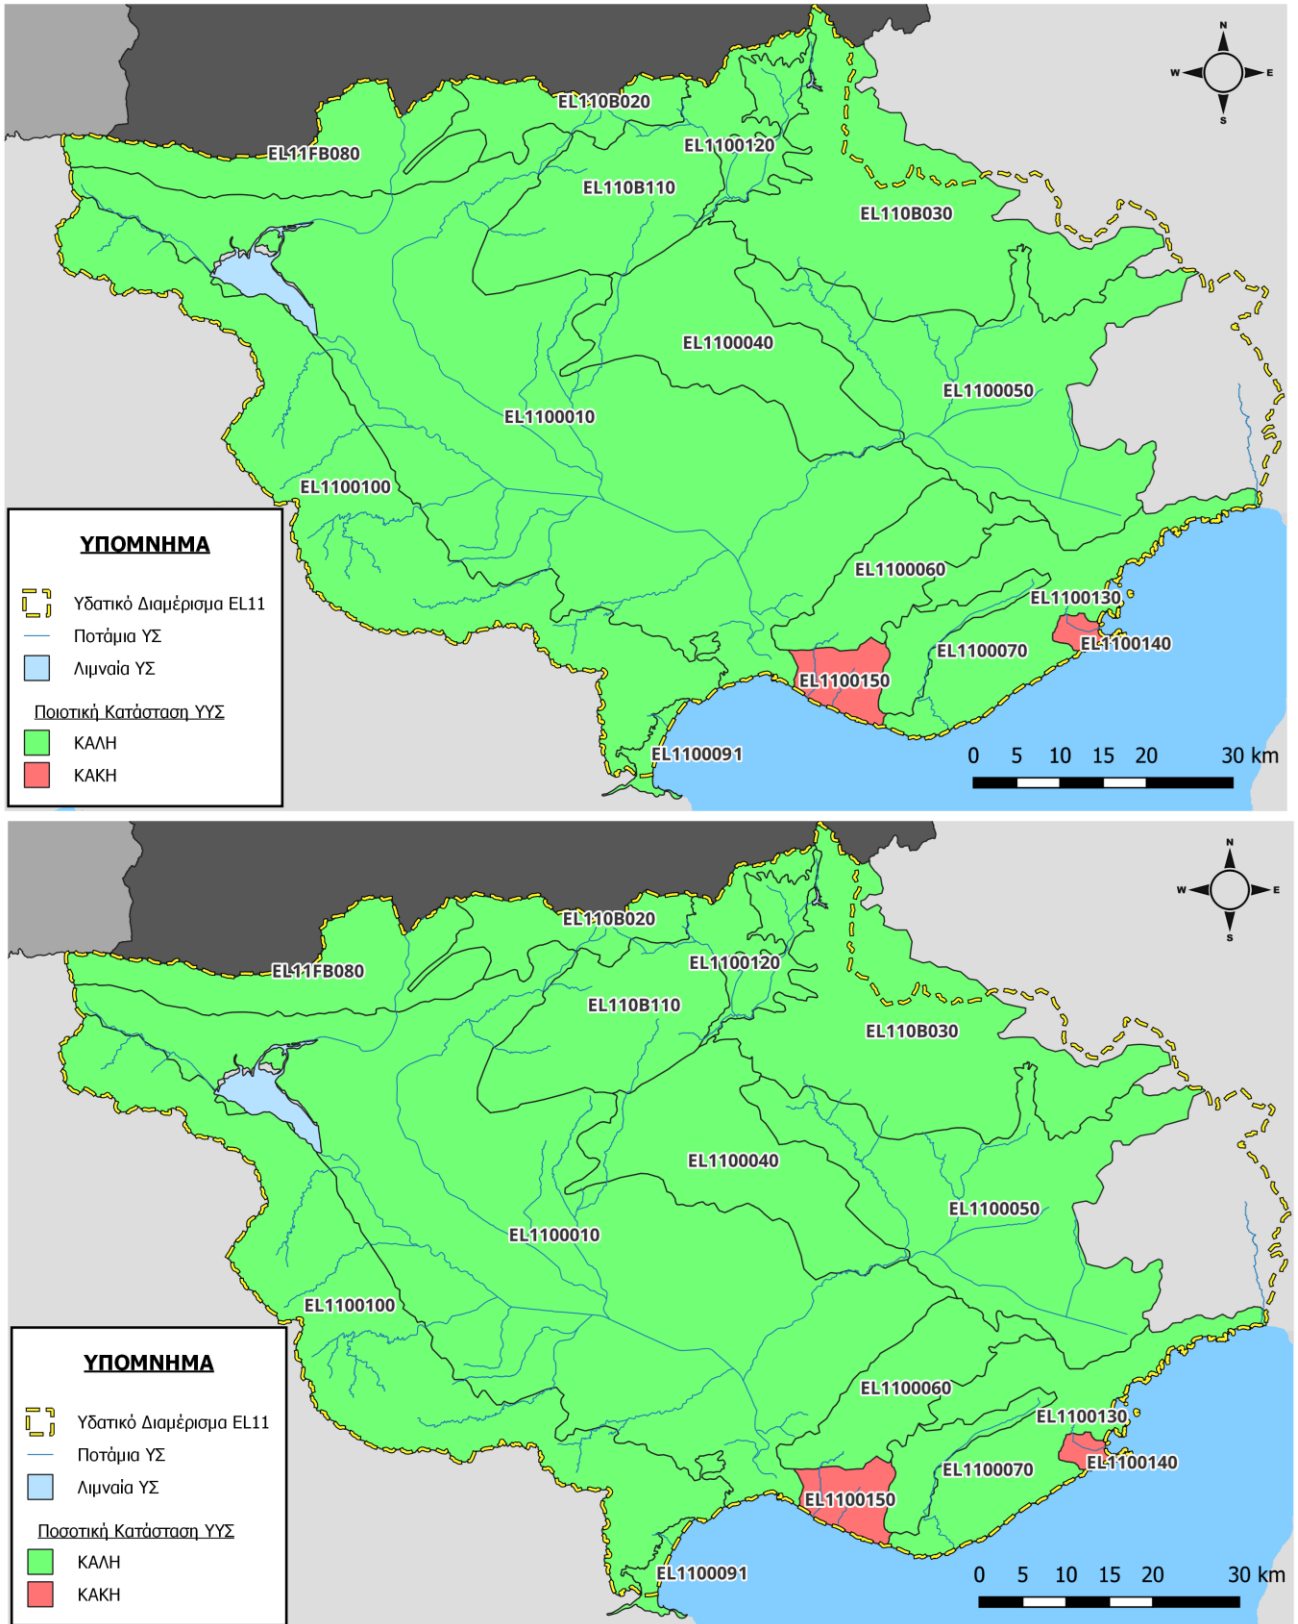 N
W E
S
EL110B020
EL11FB080
EL1100120
EL110B110
EL110B030
EL1100040
EL1100050
EL1100010
EL1100100
EL1100060
EL1100130
EL1100140
EL1100070
EL1100150
EL1100091
ΥΠΟΜΝΗΜΑ
Υδατικό Διαμέρισμα EL11
Ποτάμια ΥΣ
Λιμναία ΥΣ
Ποιοτική Κατάσταση ΥΥΣ
ΚΑΛΗ
ΚΑΚΗ
0 5 10 15 20 30 km
N
W E
S
EL110B020
EL11FB080
EL1100120
EL110B110
EL110B030
EL1100040
EL1100050
EL1100010
EL1100100
EL1100060
EL1100130
EL1100140
EL1100070
EL1100150
EL1100091
ΥΠΟΜΝΗΜΑ
Υδατικό Διαμέρισμα EL11
Ποτάμια ΥΣ
Λιμναία ΥΣ
Ποσοτική Κατάσταση ΥΥΣ
ΚΑΛΗ
ΚΑΚΗ
0 5 10 15 20 30 km